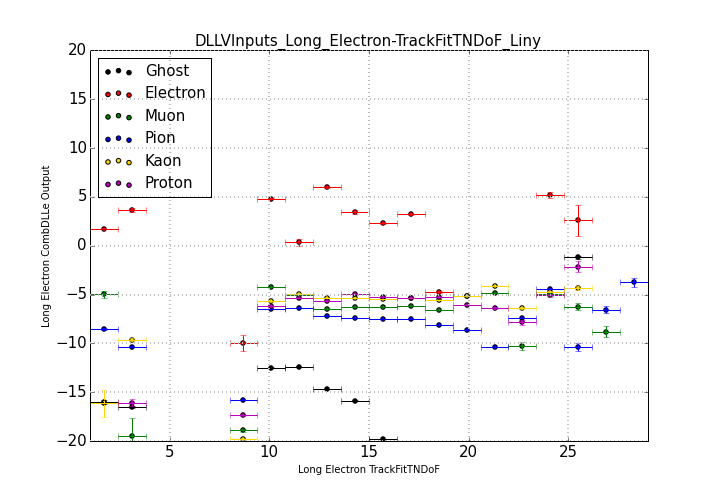 DLLVInputs_Long_Electron-TrackFitTNDoF_Liny
20
15
10
5
0
−5
−10
−15
−20
Ghost
Electron
Muon
Pion
Kaon
Proton
Long Electron CombDLLe Output
5
10
15
20
25
Long Electron TrackFitTNDoF